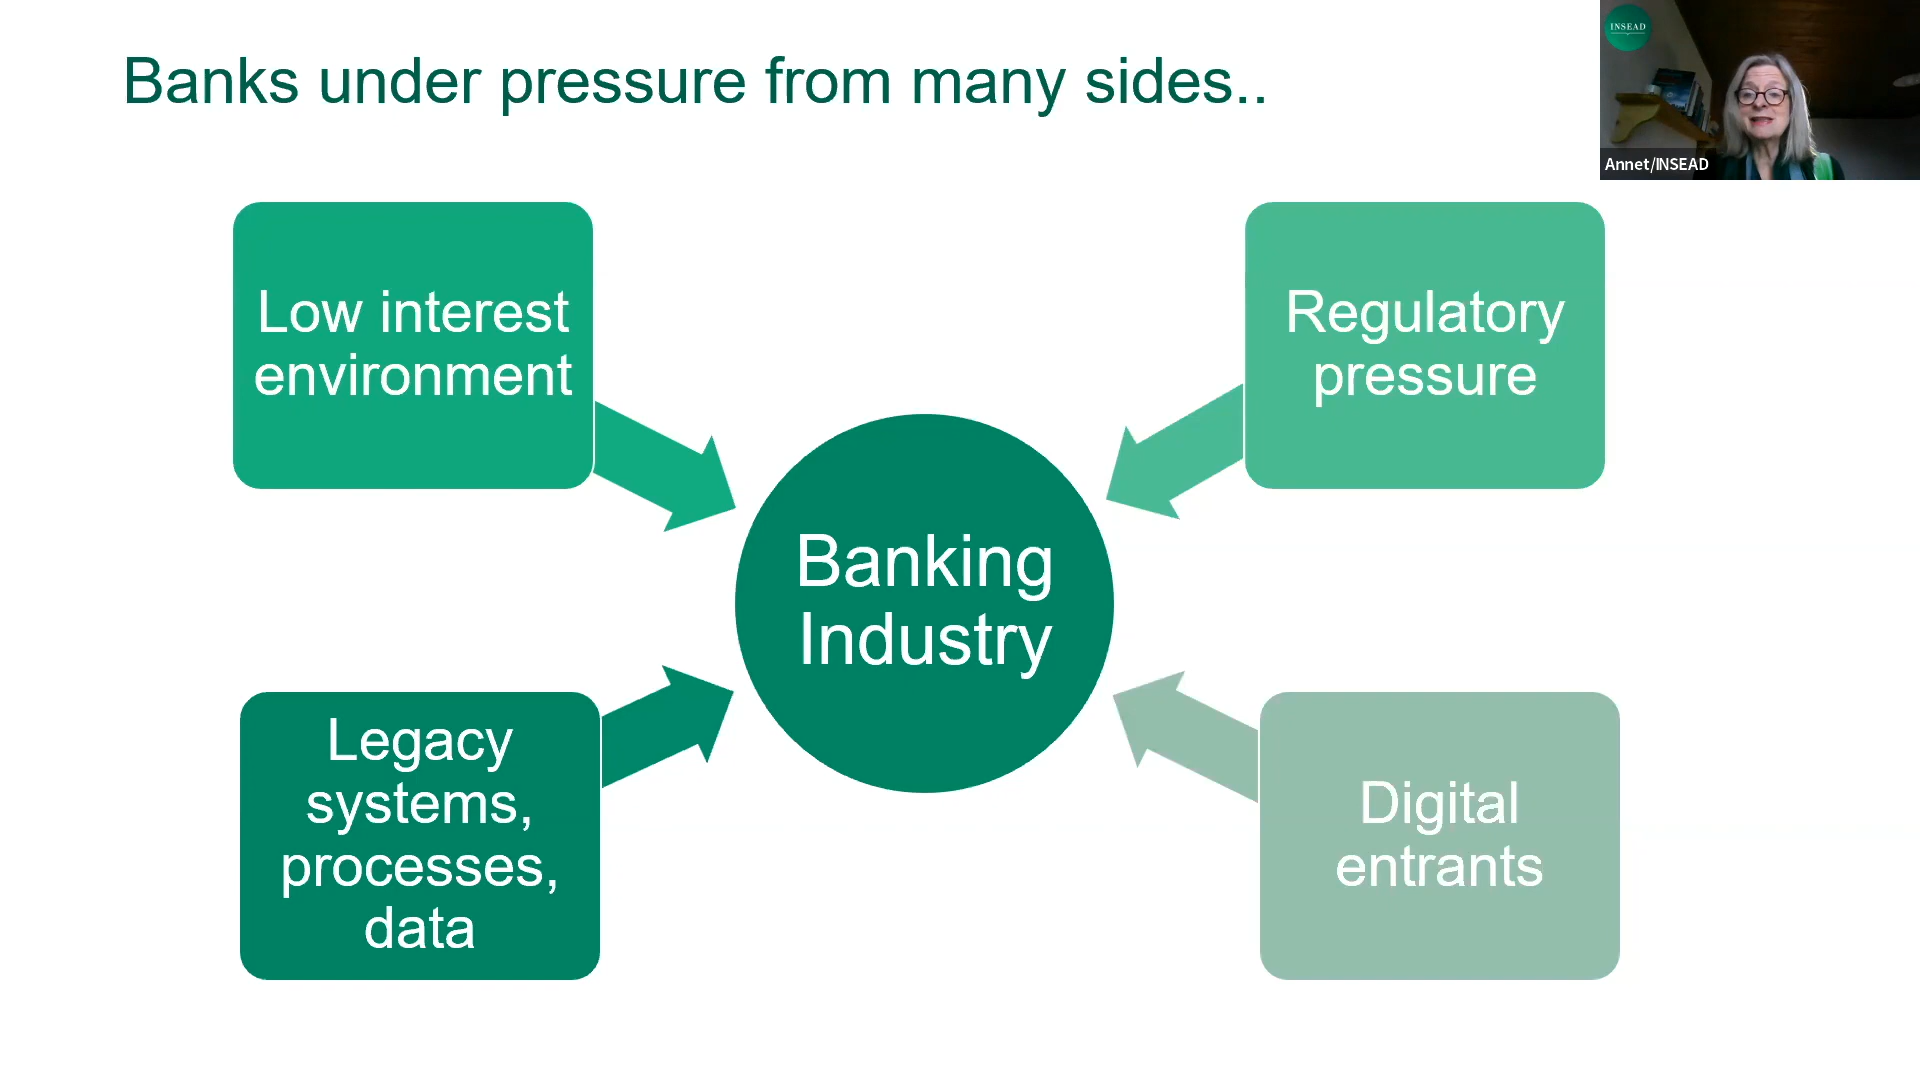 Banks under pressure from many sides..
INSEAD
Annet/INSEAD
Low interest
environment
Regulatory
pressure
Banking
Industry
Legacy
systems,
processes,
data
Digital
entrants